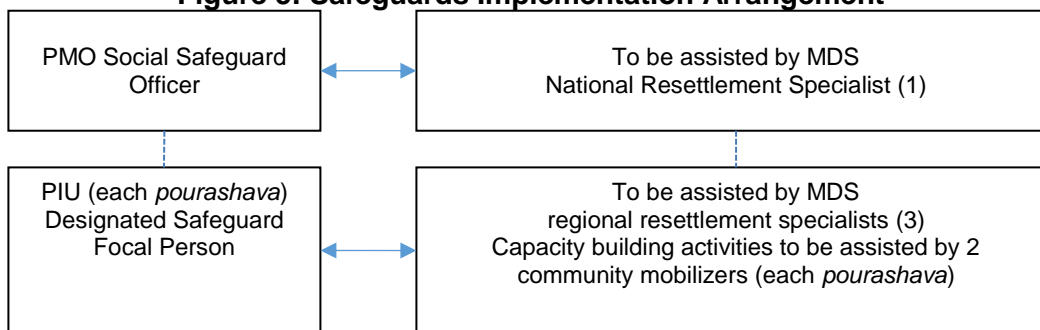 Figure 3: Safeguards Implementation Arrangement
PMO Social Safeguard
Officer
To be assisted by MDS
National Resettlement Specialist (1)
PIU (each pourashava)
Designated Safeguard
Focal Person
To be assisted by MDS
regional resettlement specialists (3)
Capacity building activities to be assisted by 2
community mobilizers (each pourashava)